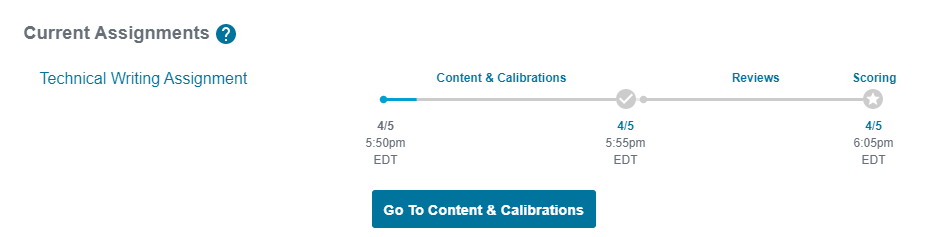 Current Assignments ?
Technical Writing Assignment
Content & Calibrations
Reviews
Scoring
4/5
5:50pm
EDT
4/5
5:55pm
EDT
4/5
6:05pm
EDT
Go To Content & Calibrations